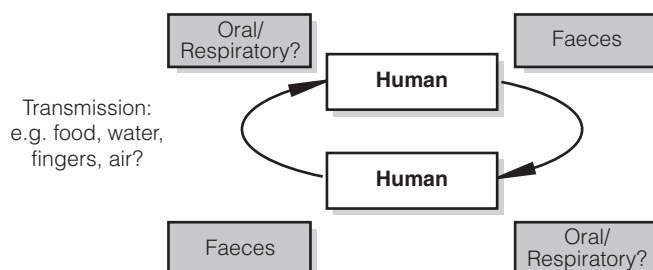 Oral/
Respiratory?
Faeces
Human
Transmission:
e.g. food, water,
fingers, air?
Human
Faeces
Oral/
Respiratory?